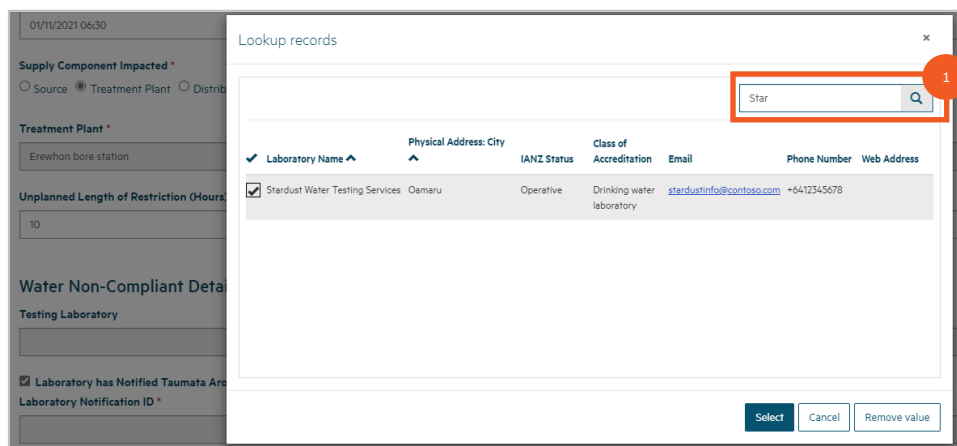 01/11/2021 06:30
Supply Component Impacted *
Source Treatment Plant Distrib
Treatment Plant *
Erewhon bore station
Unplanned Length of Restriction (Hours)
10
Water Non-Compliant Detai
Testing Laboratory
Laboratory has Notified Taumata Aro
Laboratory Notification ID *
Lookup records
×
1
Star
Laboratory Name
Physical Address: City
IANZ Status
Class of
Accreditation
Email
Phone Number
Web Address
Stardust Water Testing Services Oamaru Operative Drinking water stardustinfo@contoso.com +6412345678
laboratory
Select Cancel Remove value